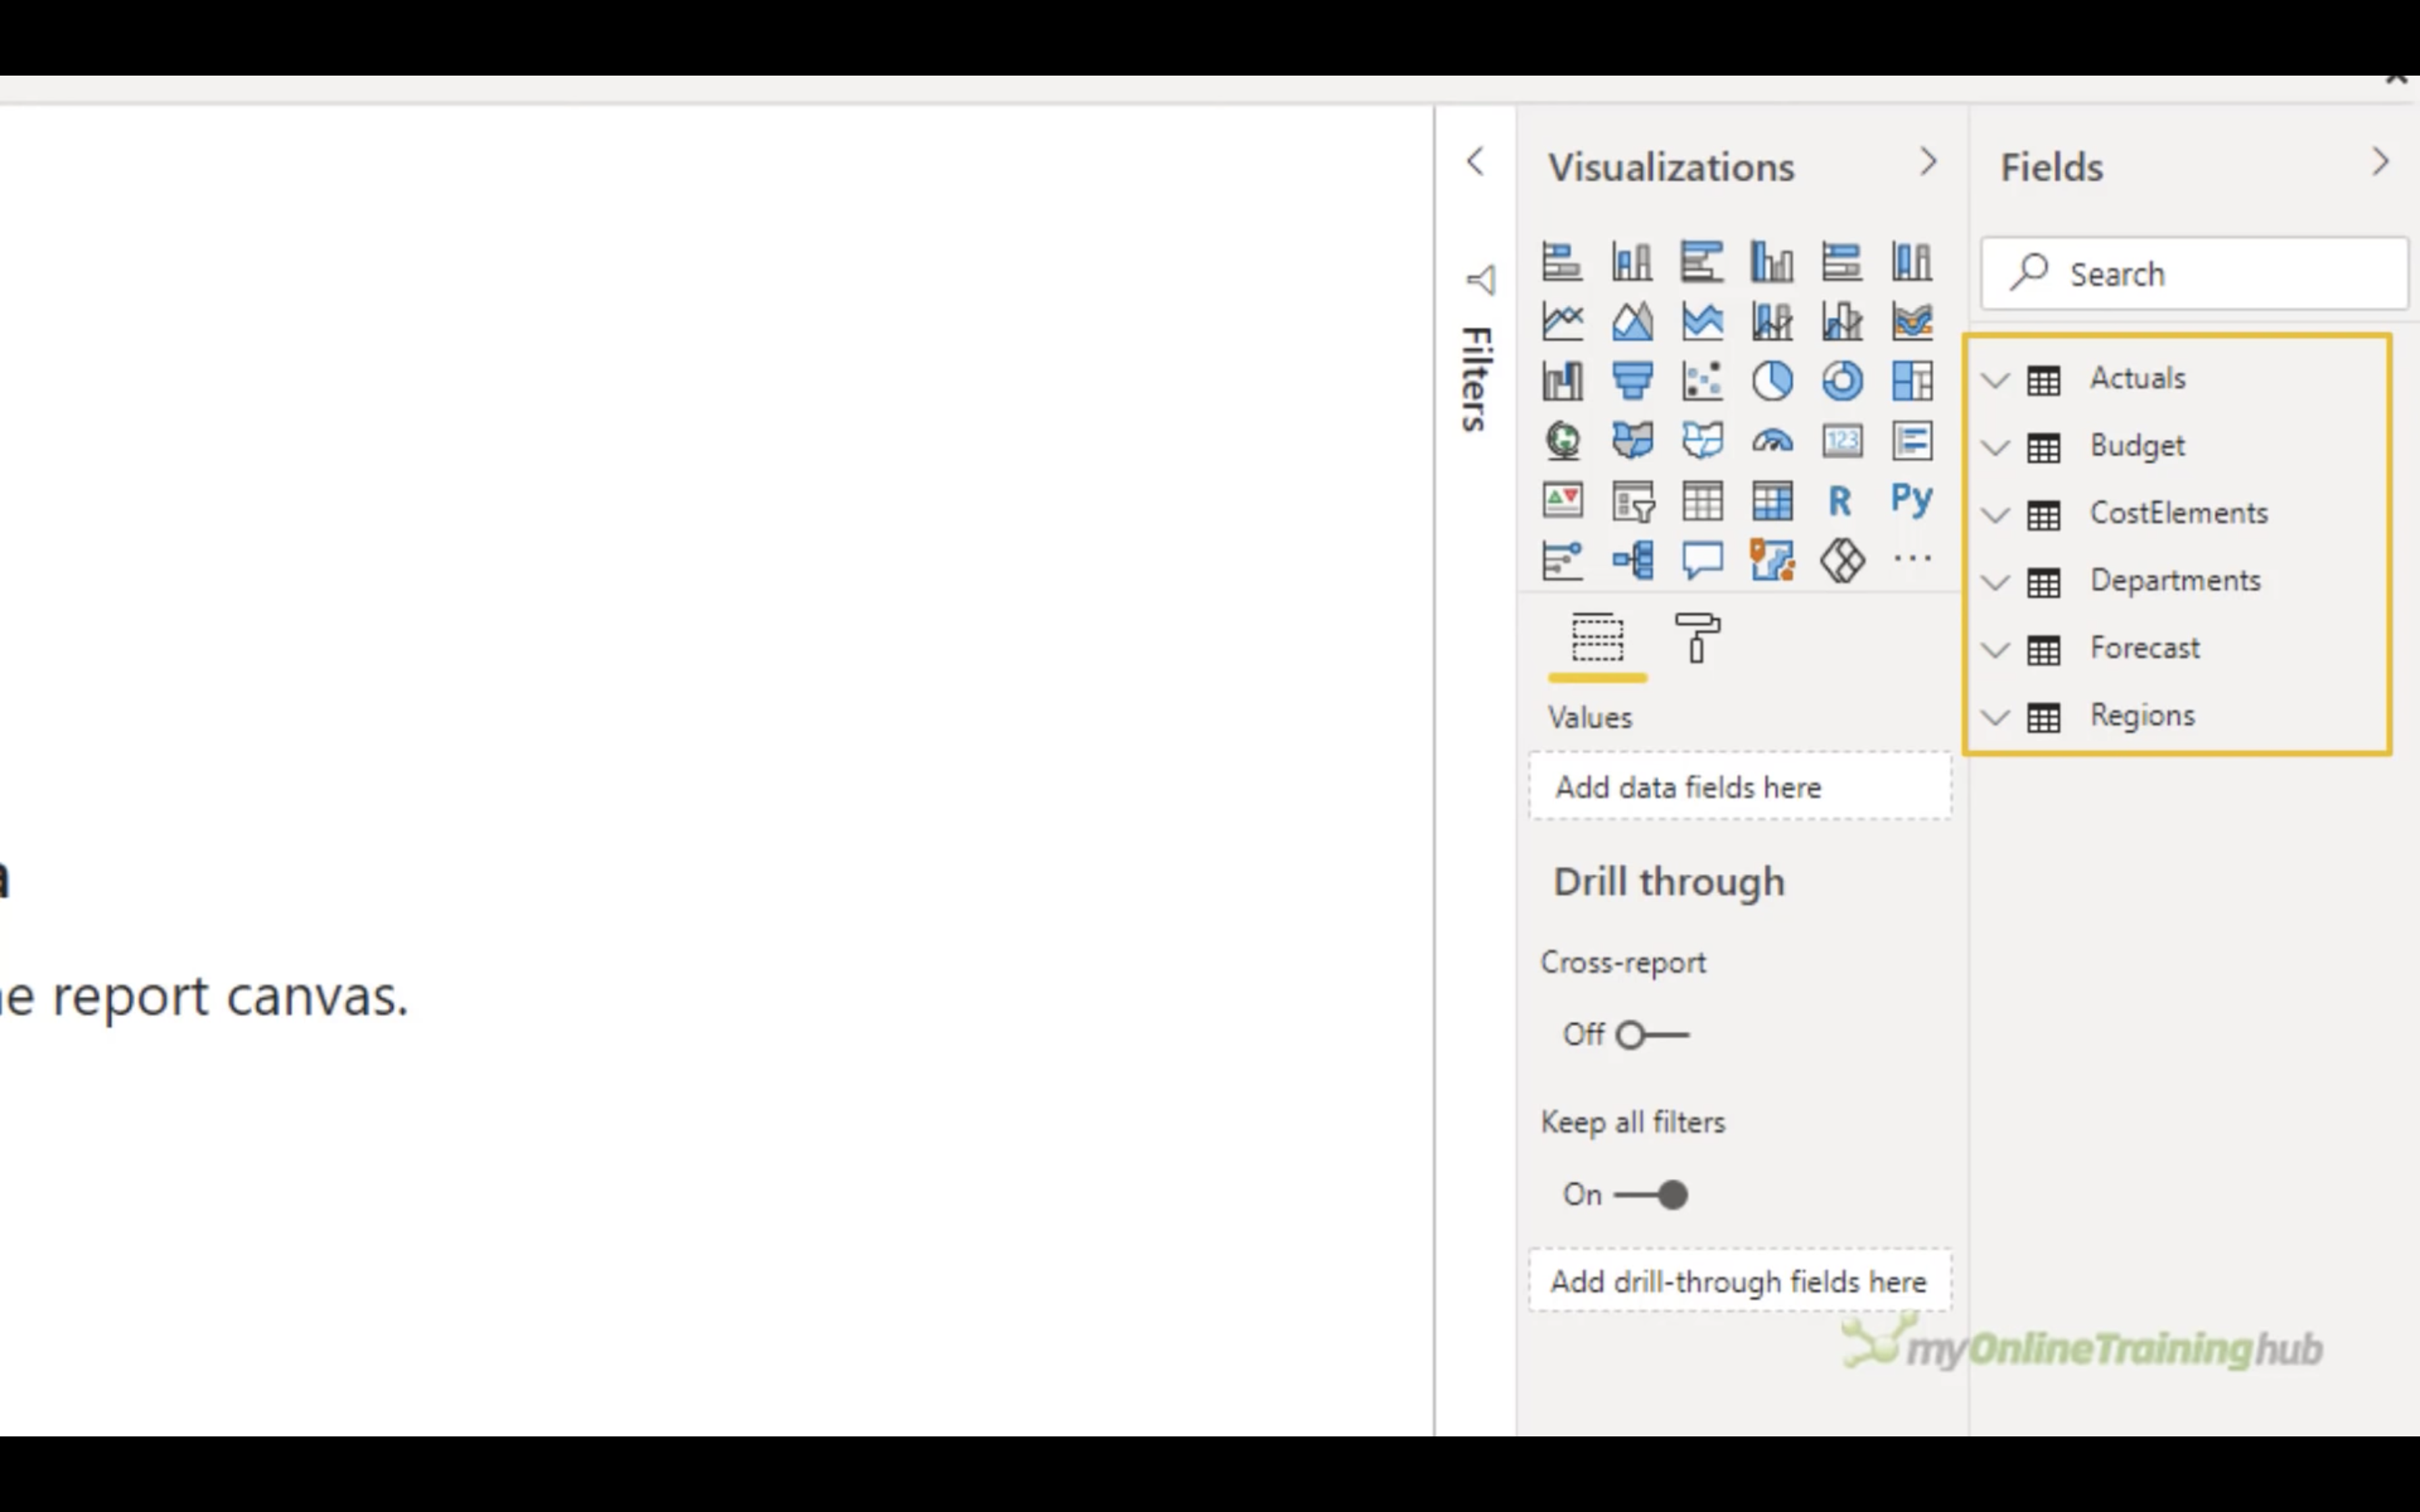 a
e report canvas.
Filters
Visualizations
123
R
Py
Values
Add data fields here
Drill through
Cross-report
Off
Keep all filters
On
Add drill-through fields here
Fields
Search
Actuals
Budget
CostElements
Departments
Forecast
Regions
myOnlineTraininghub